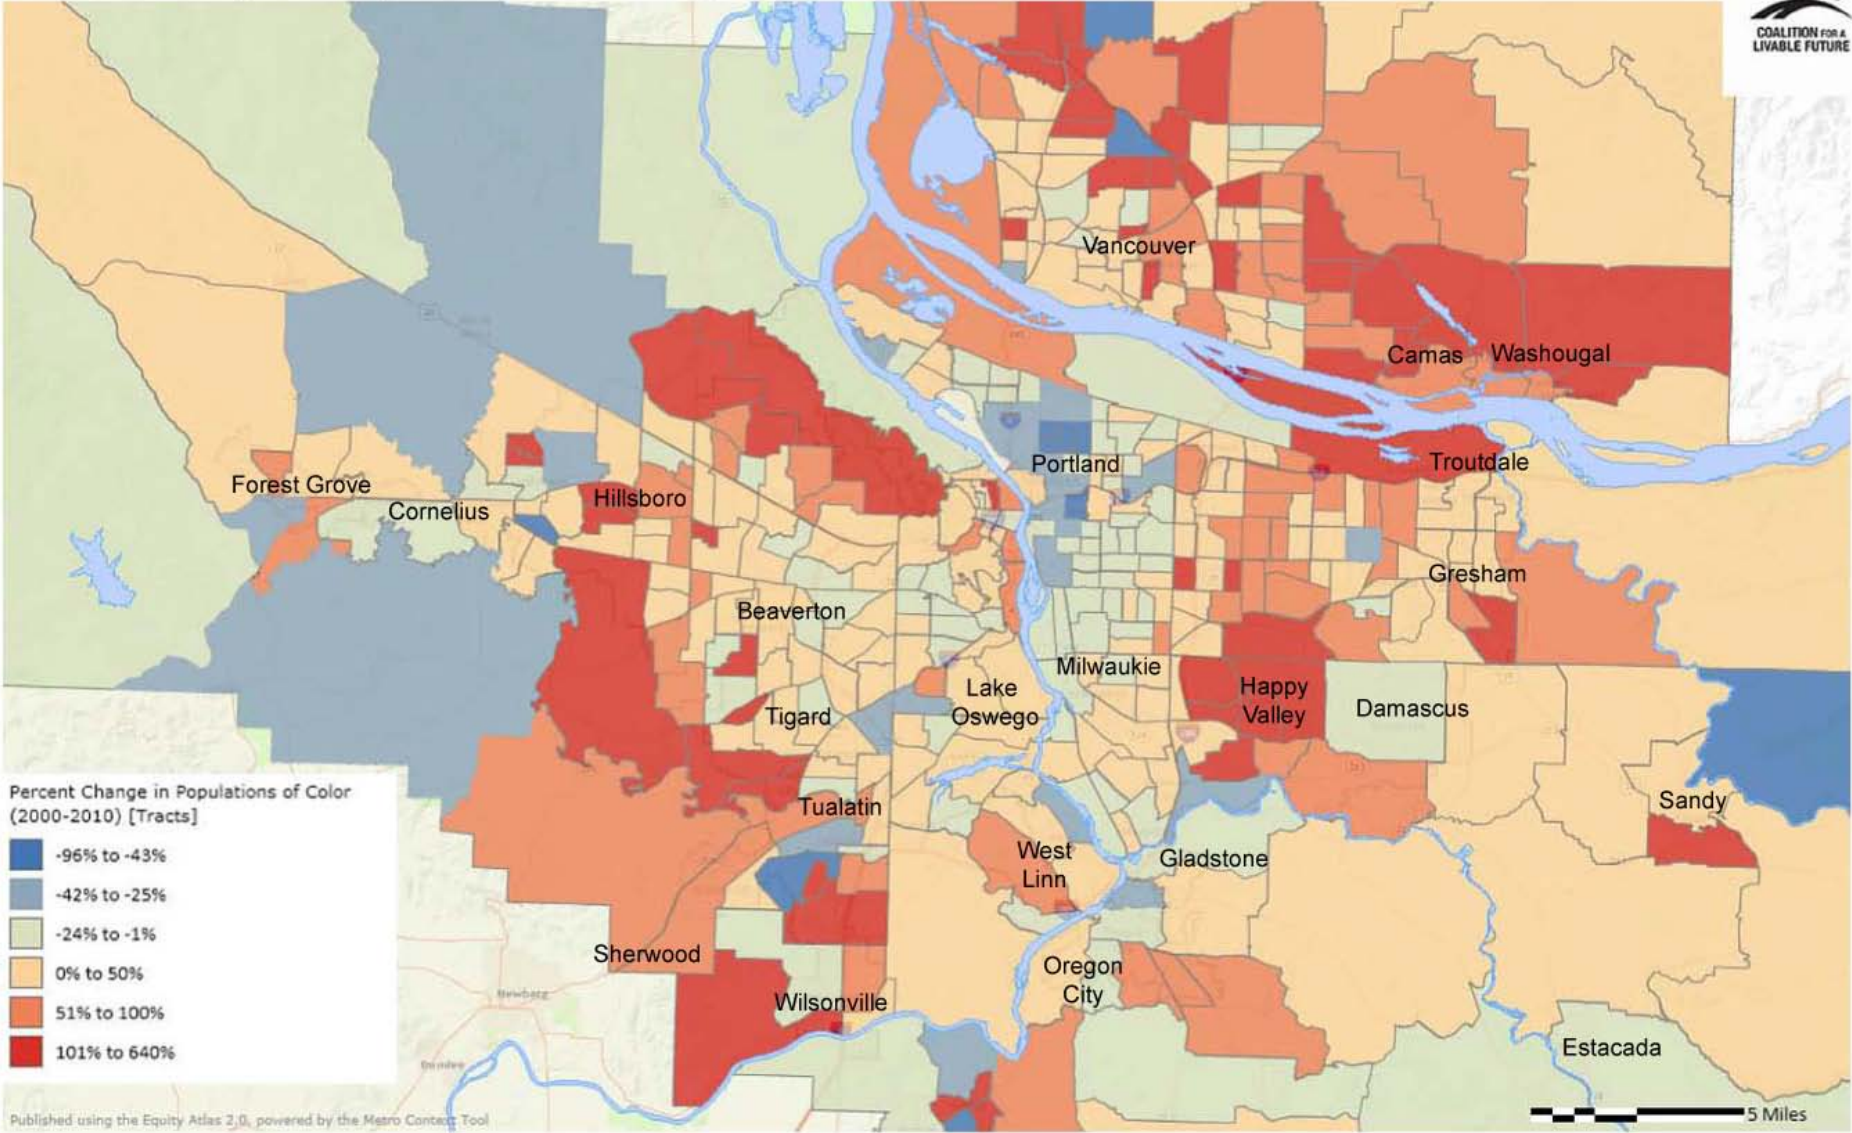 COALITION FOR A
LIVABLE FUTURE
Vancouver
Camas
Washougal
Portland
Troutdale
Forest Grove
Cornelius
Hillsboro
Gresham
Beaverton
Milwaukie
Lake
Oswego
Happy
Valley
Damascus
Tigard
Tualatin
Sandy
West
Linn
Gladstone
Sherwood
Oregon
City
Wilsonville
Newberg
Dundee
Estacada
Percent Change in Populations of Color
(2000-2010) [Tracts]
-96% to -43%
-42% to -25%
-24% to -1%
0% to 50%
51% to 100%
101% to 640%
Published using the Equity Atlas 2.0, powered by the Metro Context Tool
5 Miles